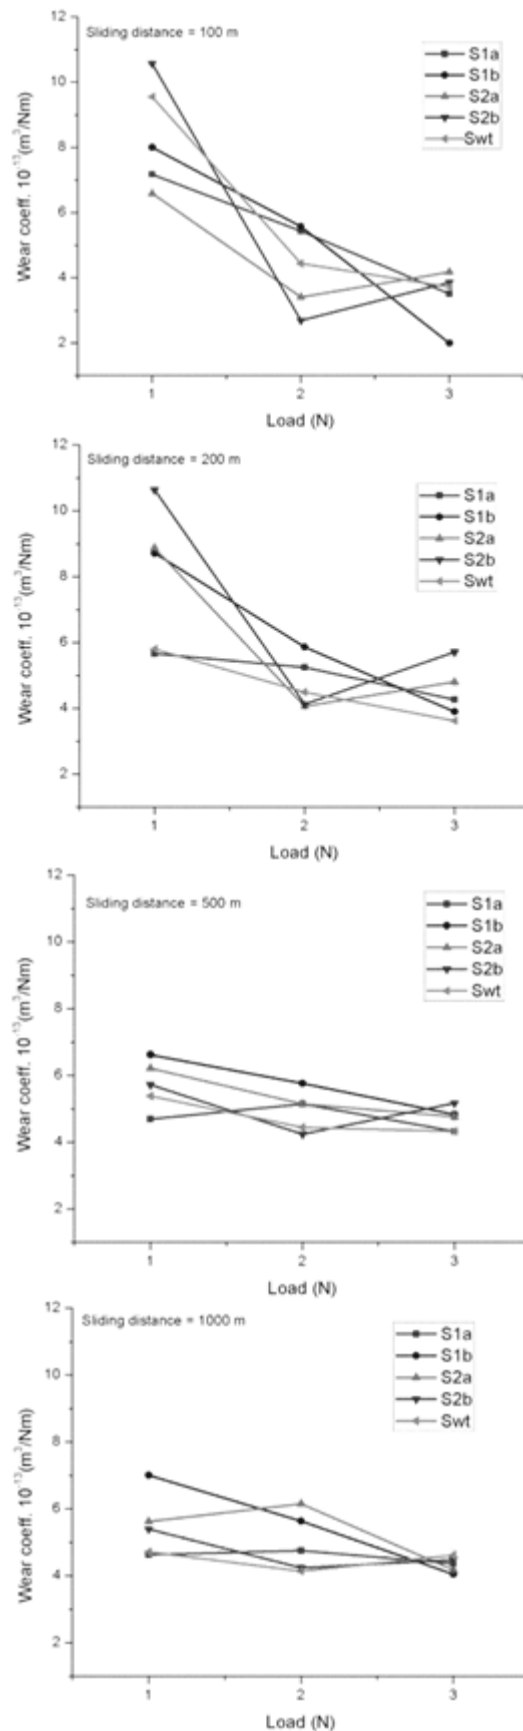 Sliding distance = 100 m
S1a
S1b
S2a
S2b
Swt
12
10
8
6
4
2
Wear coeff. 10⁻¹³(m³/Nm)
1 2 3
Load (N)
Sliding distance = 200 m
S1a
S1b
S2a
S2b
Swt
12
10
8
6
4
2
Wear coeff. 10⁻¹³(m³/Nm)
1 2 3
Load (N)
Sliding distance = 500 m
S1a
S1b
S2a
S2b
Swt
12
10
8
6
4
2
Wear coeff. 10⁻¹³(m³/Nm)
1 2 3
Load (N)
Sliding distance = 1000 m
S1a
S1b
S2a
S2b
Swt
12
10
8
6
4
2
Wear coeff. 10⁻¹³(m³/Nm)
1 2 3
Load (N)